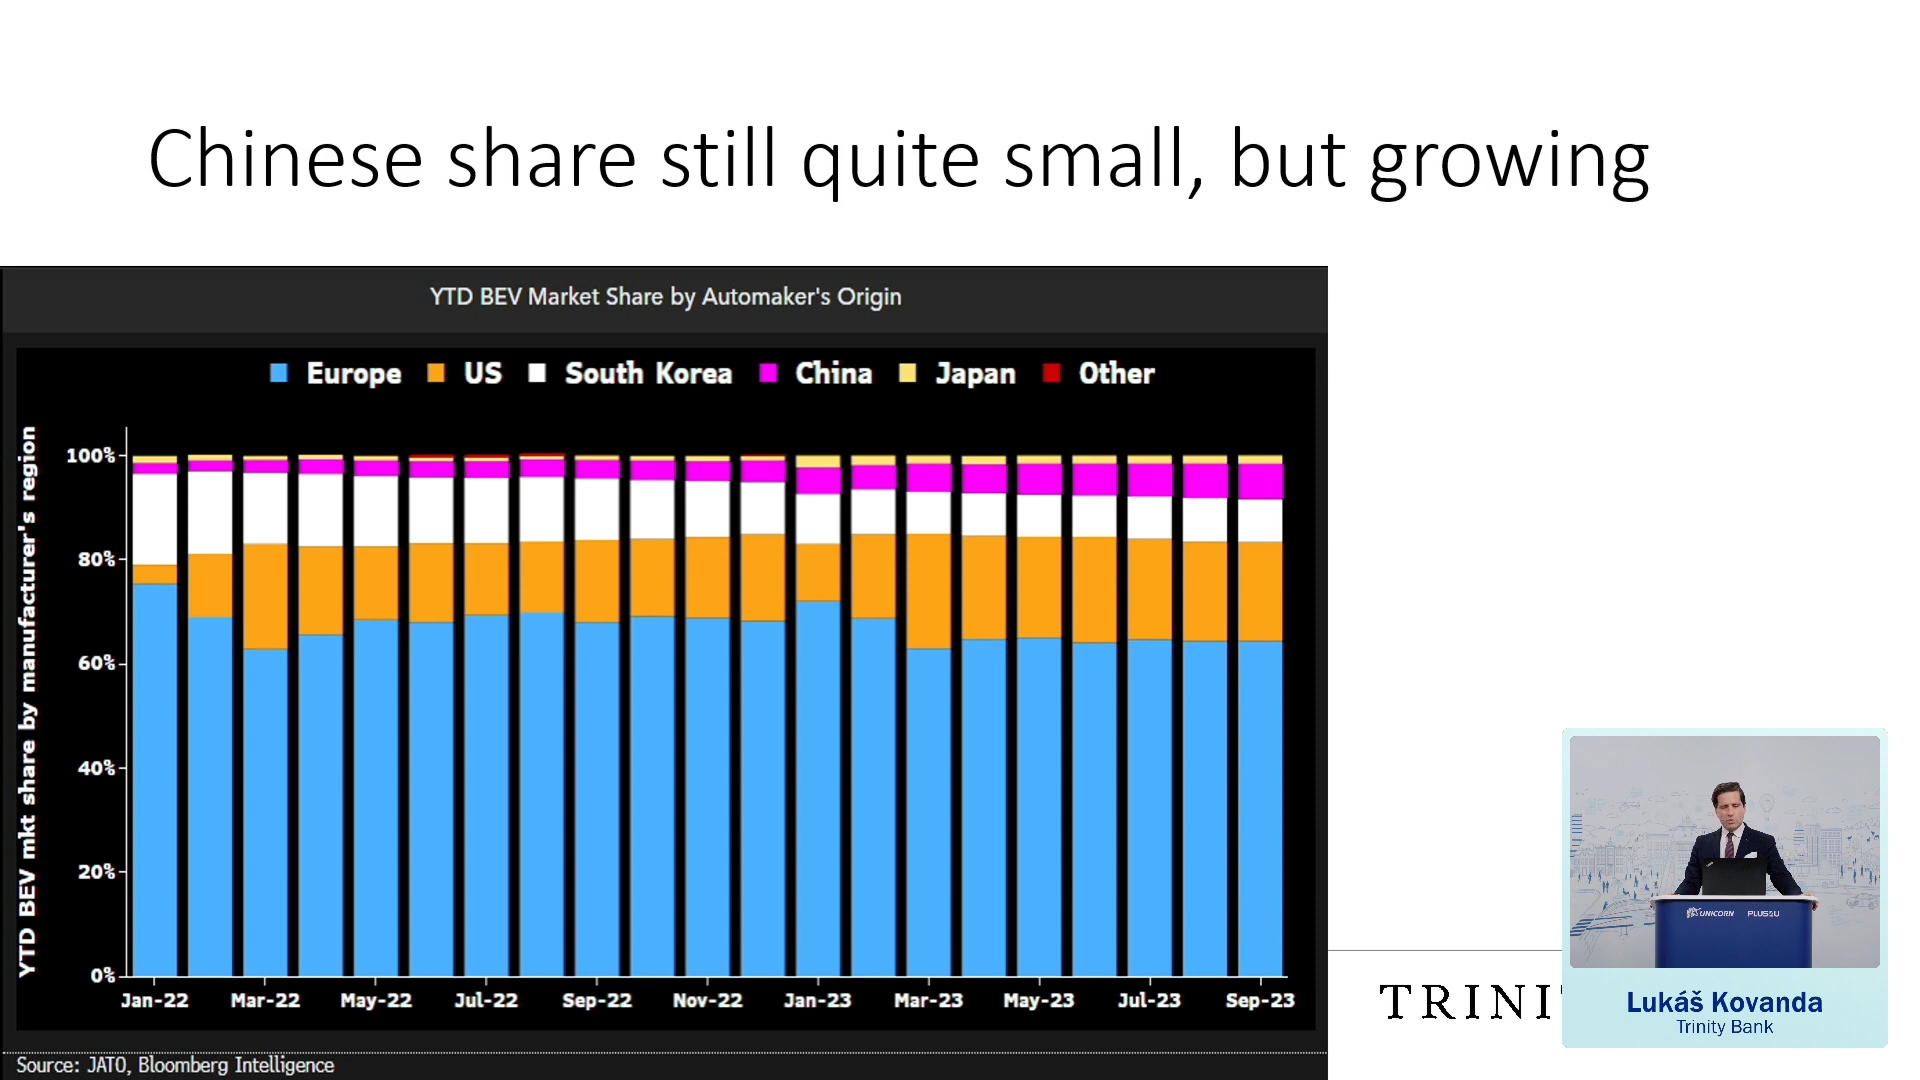 Chinese share still quite small, but growing
YTD BEV Market Share by Automaker's Origin
Europe US South Korea China Japan Other
YTD BEV mkt share by manufacturer's region
100%
80%
60%
40%
20%
0%
Jan-22 Mar-22 May-22 Jul-22 Sep-22 Nov-22 Jan-23 Mar-23 May-23 Jul-23 Sep-23
Source: JATO, Bloomberg Intelligence
TRINI
UNICORN PLUS4U
Lukáš Kovanda
Trinity Bank